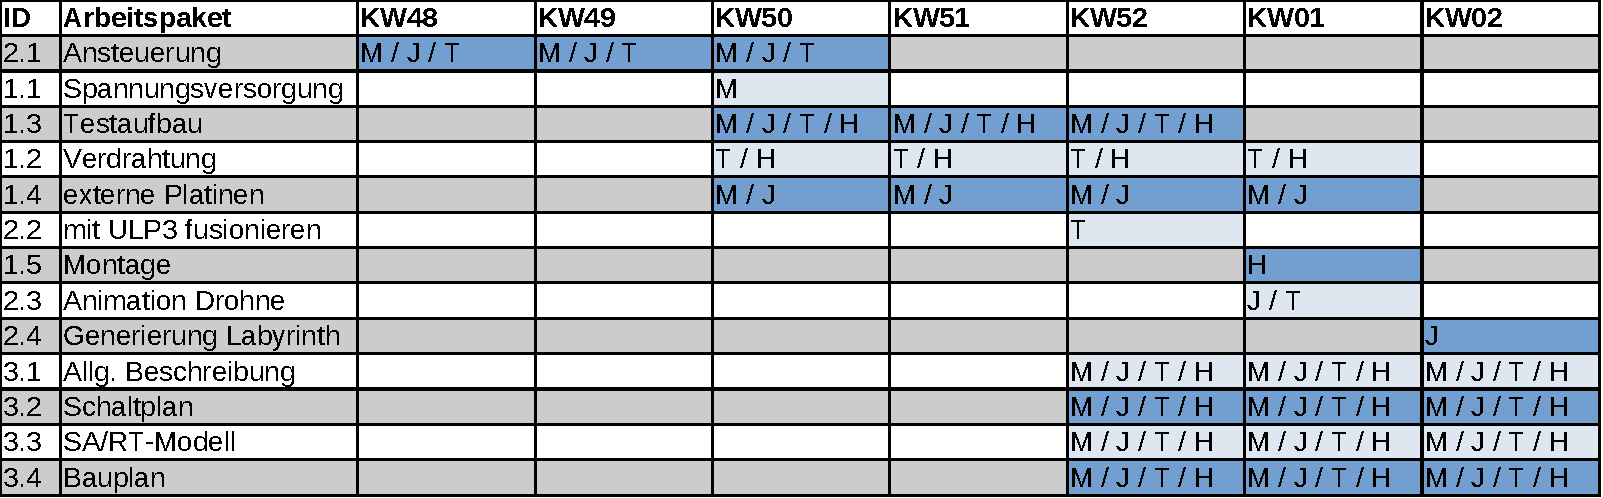 ID Arbeitspaket KW48 KW49 KW50 KW51 KW52 KW01 KW02
2.1 Ansteuerung M / J / T M / J / T M / J / T
1.1 Spannungsversorgung M
1.3 Testaufbau M / J / T / H M / J / T / H M / J / T / H
1.2 Verdrahtung T / H T / H T / H T / H
1.4 externe Platinen M / J M / J M / J M / J
2.2 mit ULP3 fusionieren T
1.5 Montage H
2.3 Animation Drohne J / T
2.4 Generierung Labyrinth J
3.1 Allg. Beschreibung M / J / T / H M / J / T / H M / J / T / H
3.2 Schaltplan M / J / T / H M / J / T / H M / J / T / H
3.3 SA/RT-Modell M / J / T / H M / J / T / H M / J / T / H
3.4 Bauplan M / J / T / H M / J / T / H M / J / T / H